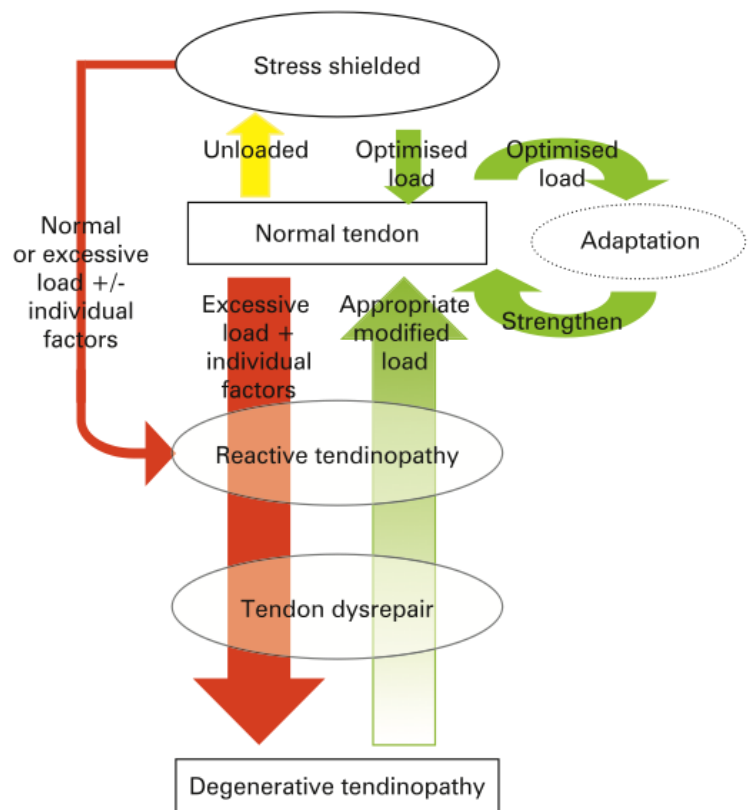 Stress shielded
Unloaded
Optimised
load
Optimised
load
Normal
or excessive
load +/-
individual
factors
Normal tendon
Adaptation
Excessive
load +
individual
factors
Appropriate
modified
load
Strengthen
Reactive tendinopathy
Tendon dysrepair
Degenerative tendinopathy